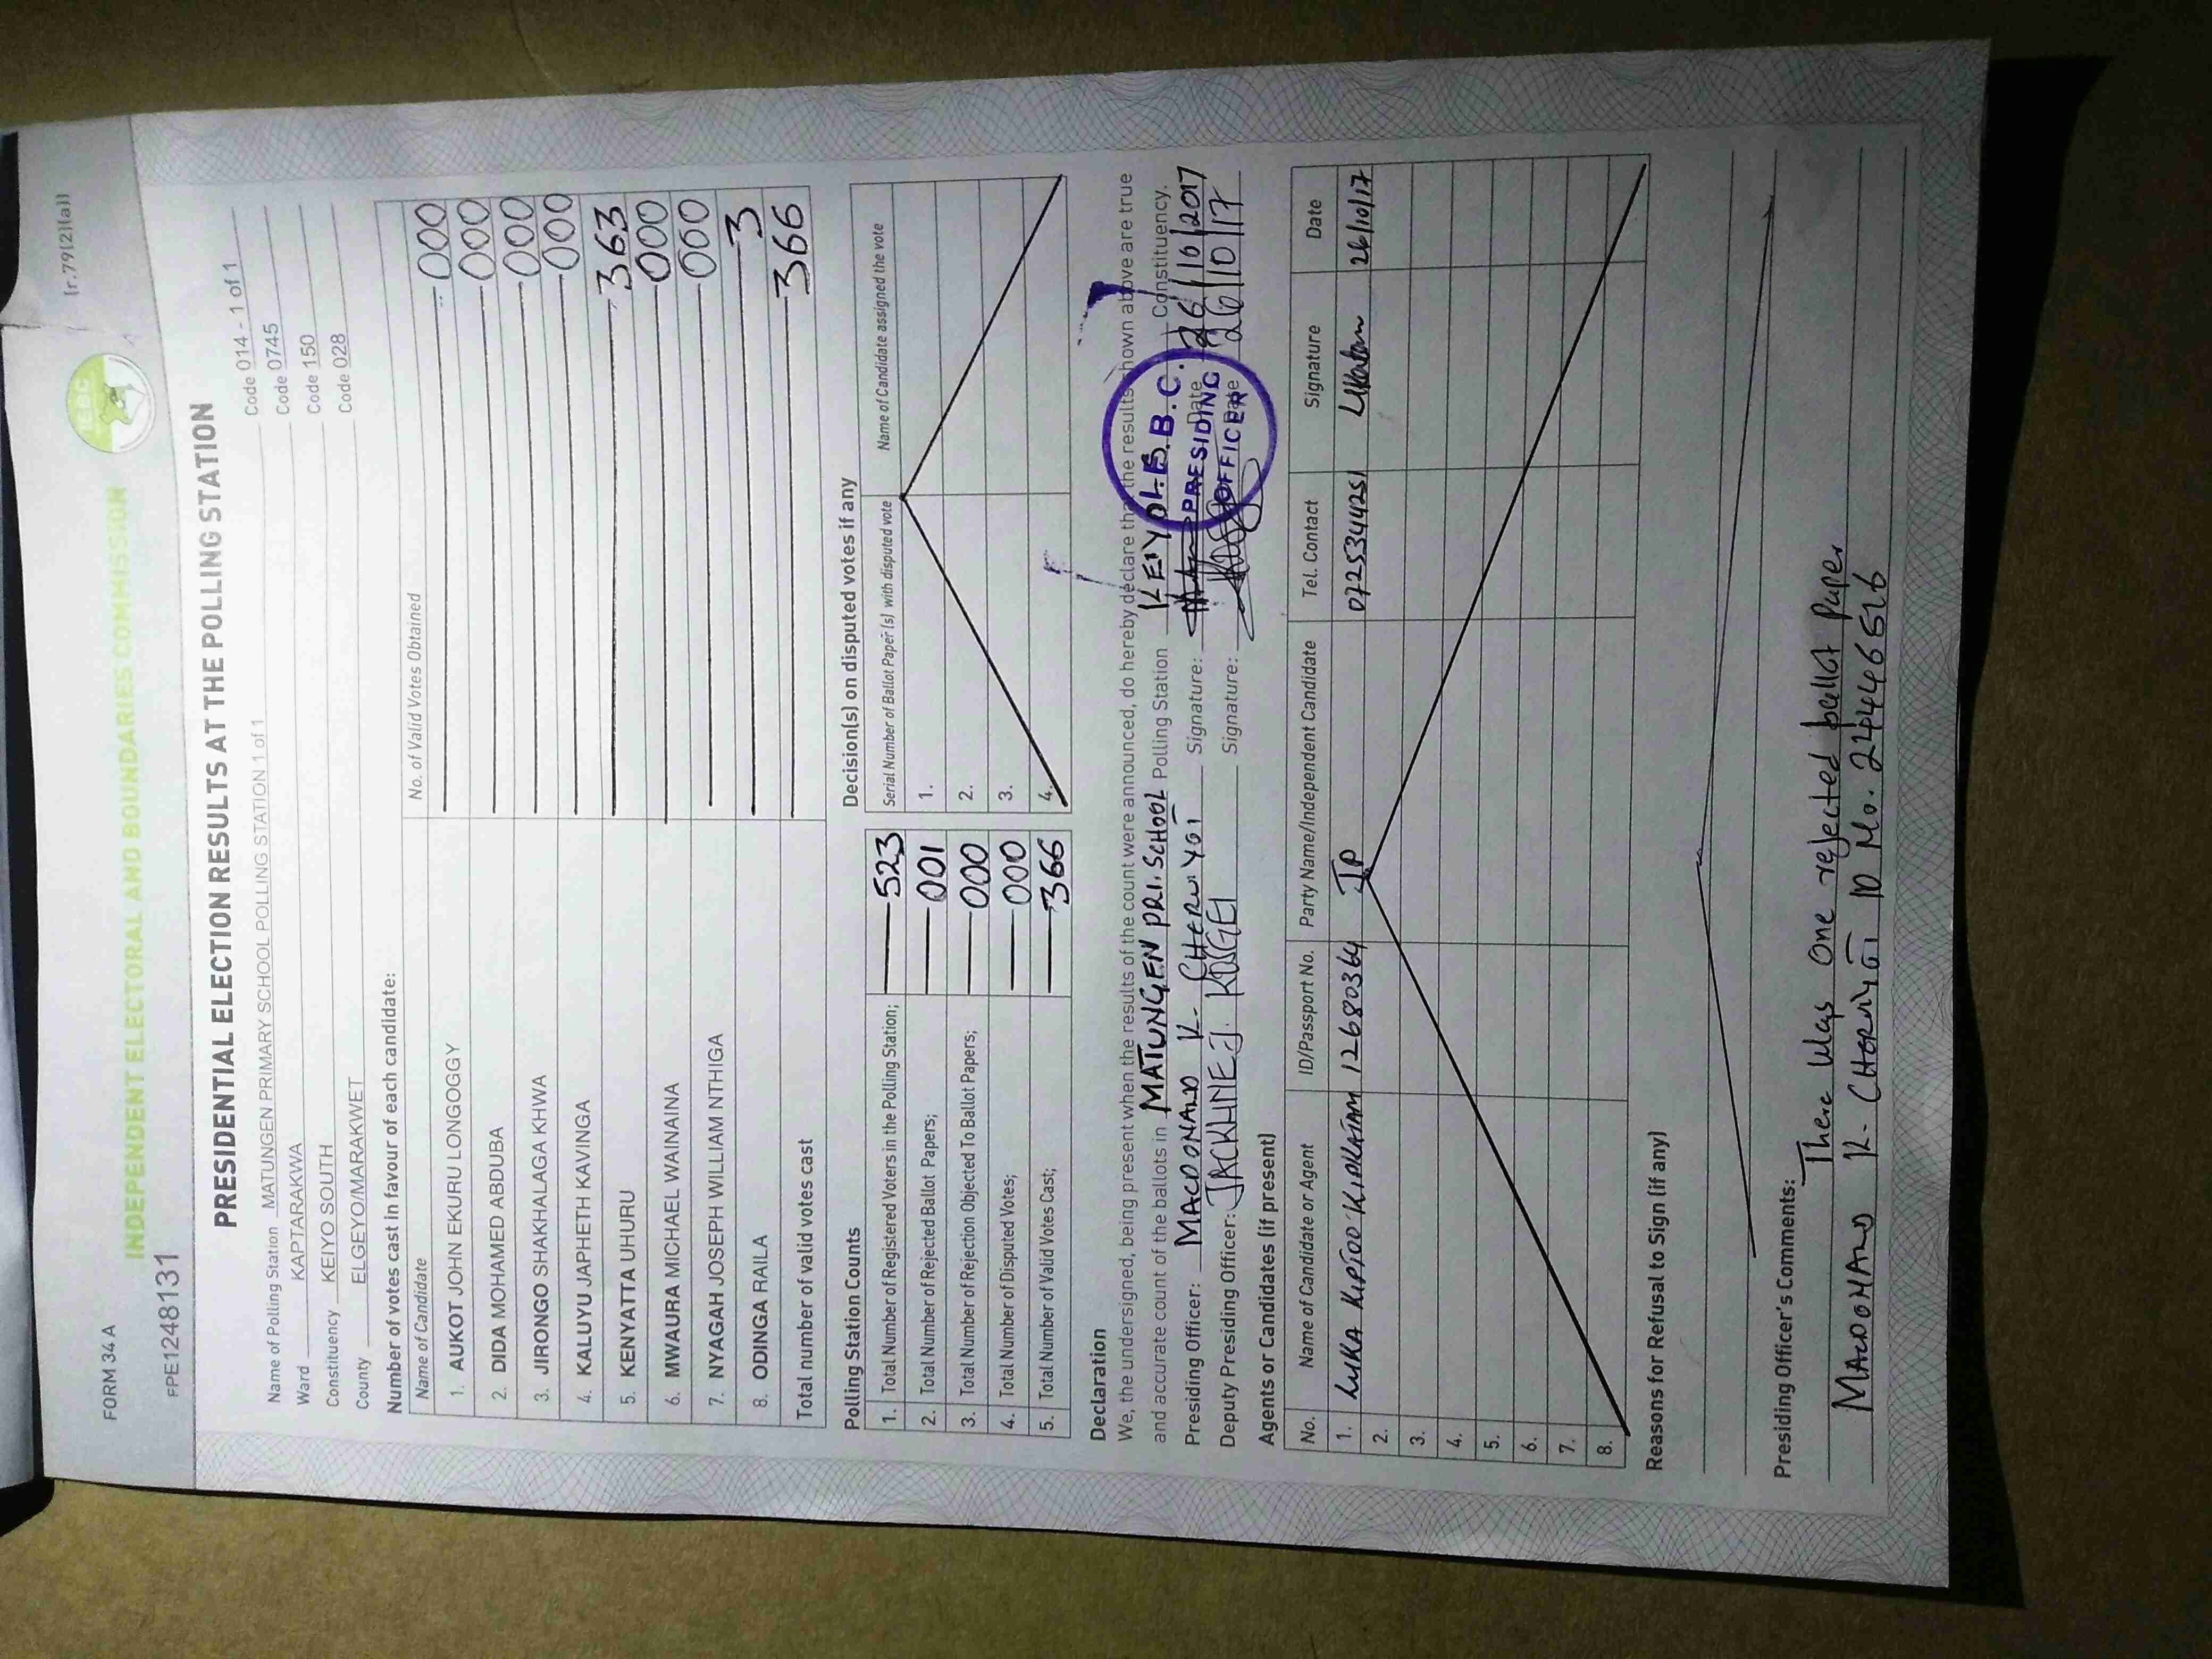 FORM 34 A
(r.79(2)(a))
FPE1248131
IEBC
INDEPENDENT ELECTORAL AND BOUNDARIES COMMISSION
PRESIDENTIAL ELECTION RESULTS AT THE POLLING STATION
Name of Polling Station MATUNGEN PRIMARY SCHOOL POLLING STATION 1 of 1 Code 014 - 1 of 1
Ward KAPTARAKWA Code 0745
Constituency KEIYO SOUTH Code 150
County ELGEYO/MARAKWET Code 028
Number of votes cast in favour of each candidate:
Name of Candidate No. of Valid Votes Obtained
1. AUKOT JOHN EKURU LONGOGGY 000
2. DIDA MOHAMED ABDUBA 000
3. JIRONGO SHAKHALAGA KHWA 000
4. KALUYU JAPHETH KAVINGA 000
5. KENYATTA UHURU 363
6. MWAURA MICHAEL WAINAINA 000
7. NYAGAH JOSEPH WILLIAM NTHIGA 000
8. ODINGA RAILA 3
Total number of valid votes cast 366
Polling Station Counts
1. Total Number of Registered Voters in the Polling Station; 523
2. Total Number of Rejected Ballot Papers; 001
3. Total Number of Rejection Objected To Ballot Papers; 000
4. Total Number of Disputed Votes; 000
5. Total Number of Valid Votes Cast; 366
Decision(s) on disputed votes if any
Serial Number of Ballot Paper (s) with disputed vote Name of Candidate assigned the vote
1.
2.
3.
4.
Declaration
We, the undersigned, being present when the results of the count were announced, do hereby declare that the results shown above are true
and accurate count of the ballots in MATUNGEN PRI. SCHOOL Polling Station KEIYO Constituency.
Presiding Officer: MACDONALD K. CHERUIYOT Signature: Date 26/10/2017
Deputy Presiding Officer: JACKLINE J. KOSGEI Signature: Date 26/10/17
I.E.B.C.
PRESIDING
OFFICER
Agents or Candidates (if present)
No. Name of Candidate or Agent ID/Passport No. Party Name/Independent Candidate Tel. Contact Signature Date
1. LUKA KIPTOO KIPLATAM 12680364 JP 0725344251 26/10/17
2.
3.
4.
5.
6.
7.
8.
Reasons for Refusal to Sign (if any)
Presiding Officer's Comments: There was one rejected ballot paper
MACDONALD K. CHERUIYOT ID No. 24446526